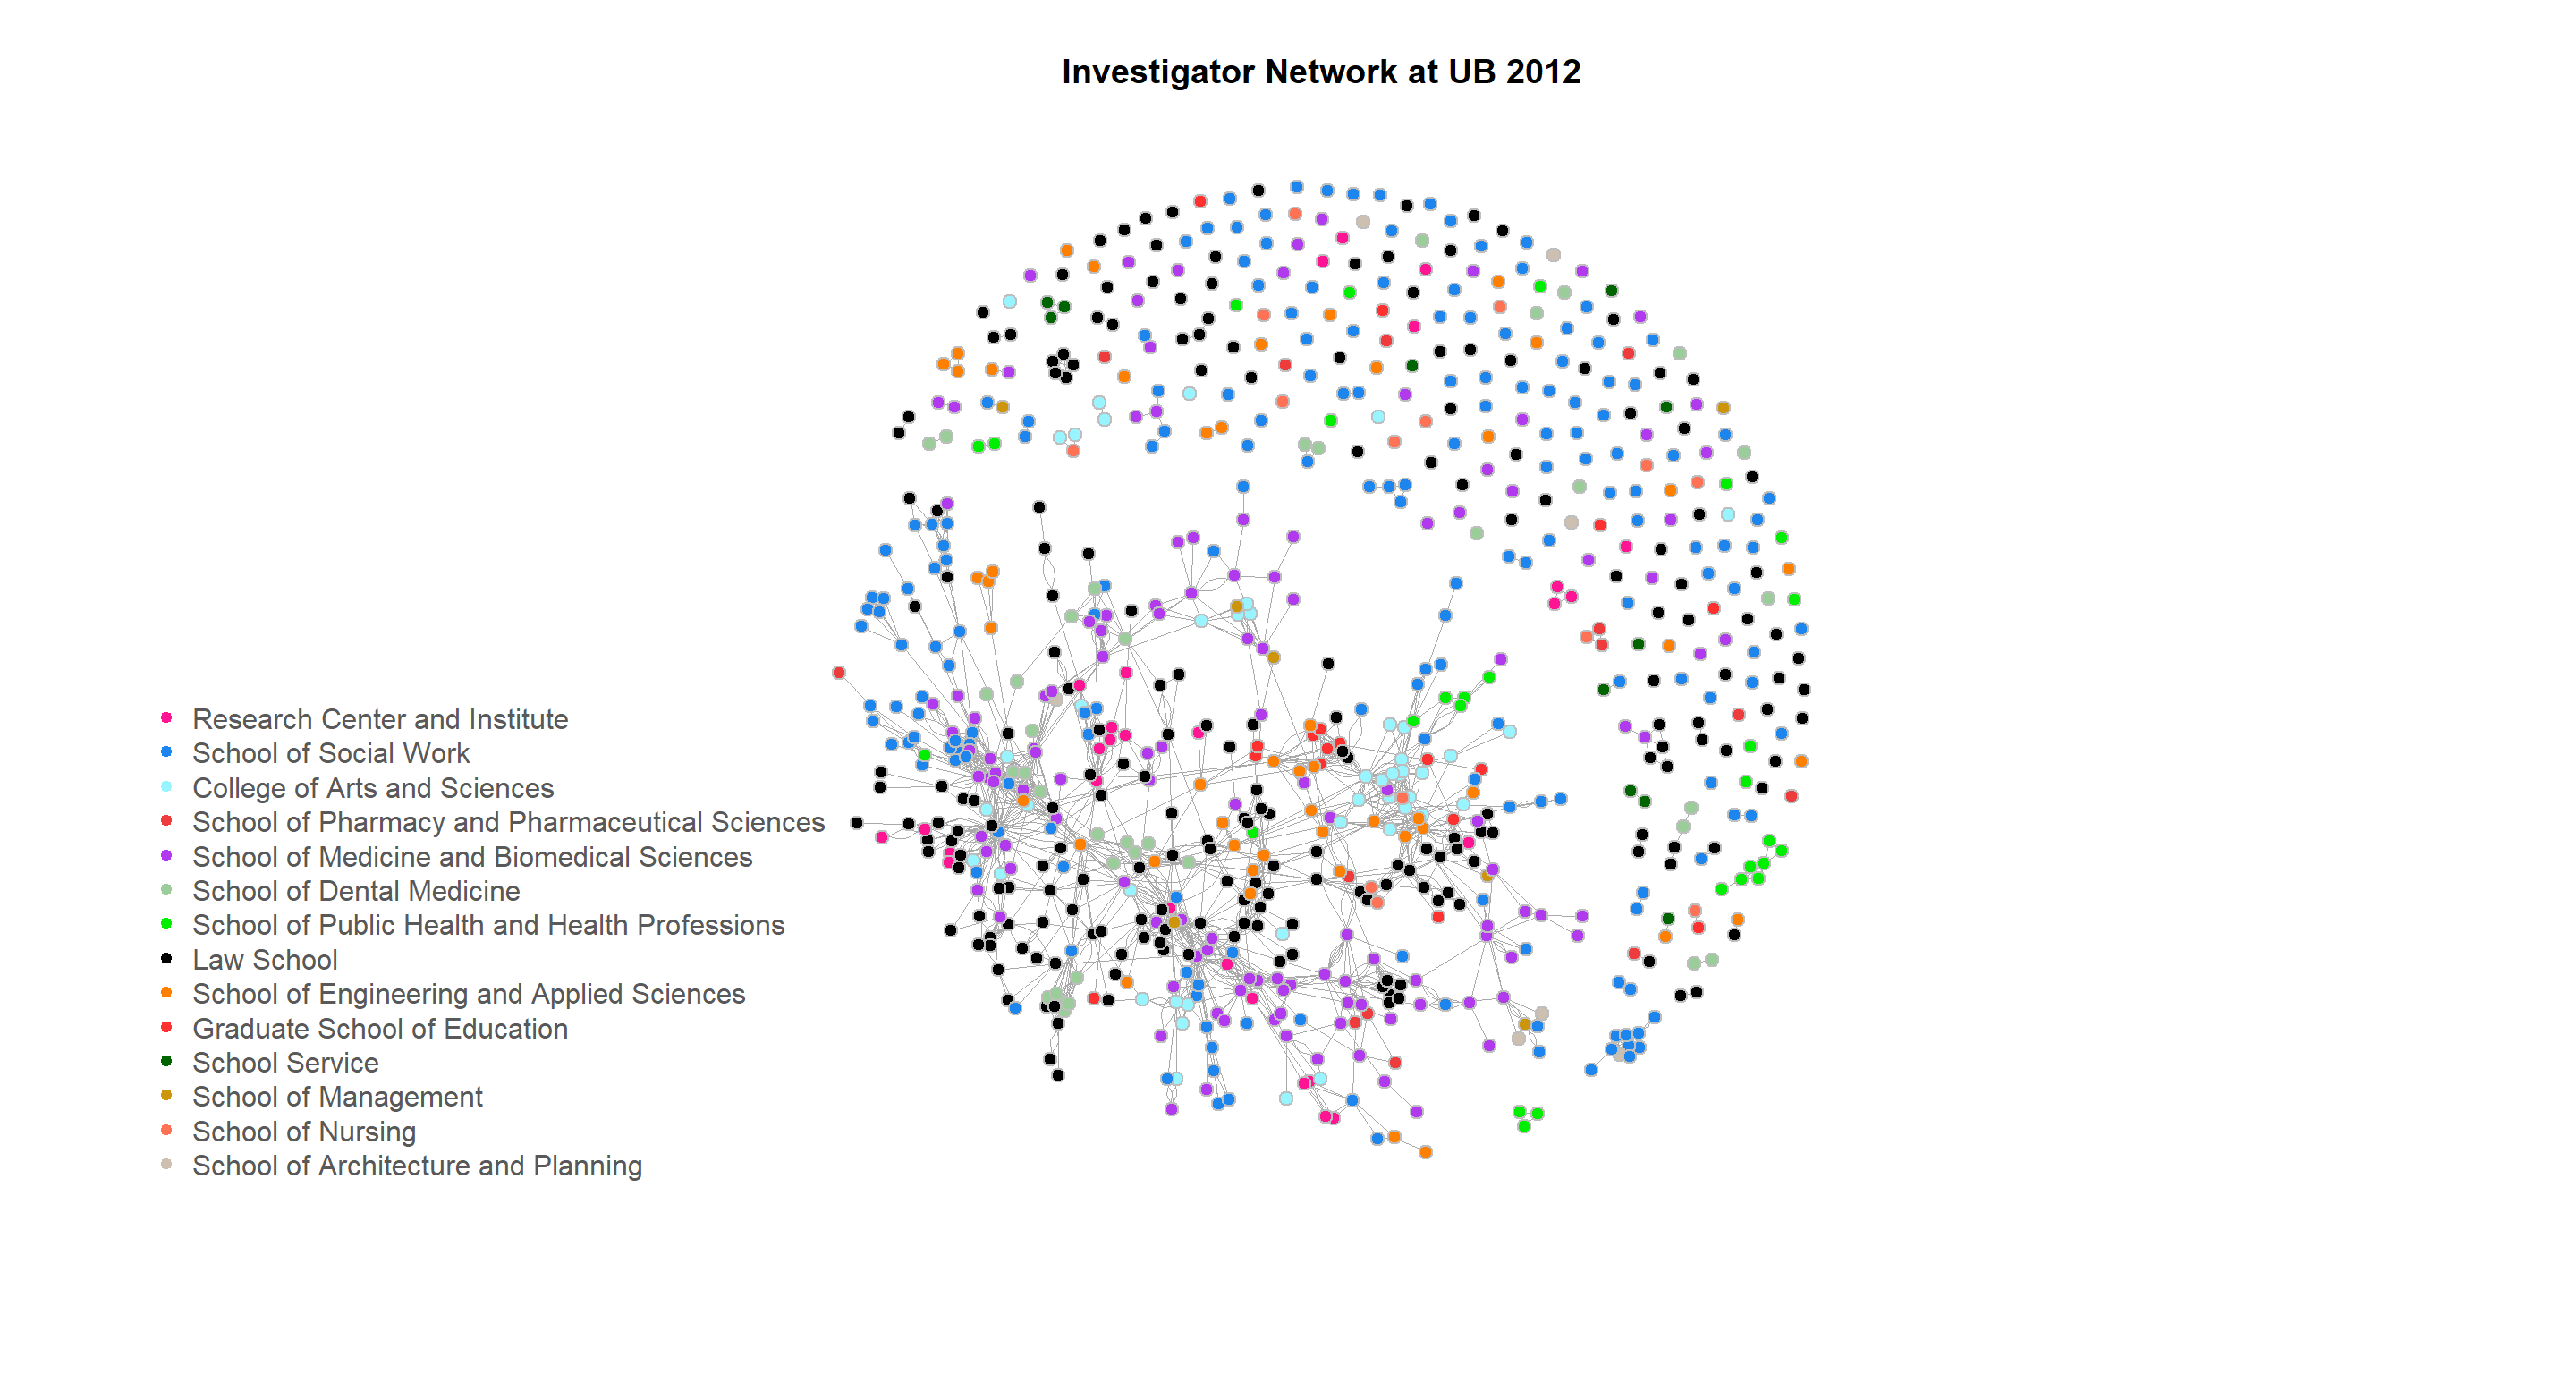 Investigator Network at UB 2012
Research Center and Institute
School of Social Work
College of Arts and Sciences
School of Pharmacy and Pharmaceutical Sciences
School of Medicine and Biomedical Sciences
School of Dental Medicine
School of Public Health and Health Professions
Law School
School of Engineering and Applied Sciences
Graduate School of Education
School Service
School of Management
School of Nursing
School of Architecture and Planning